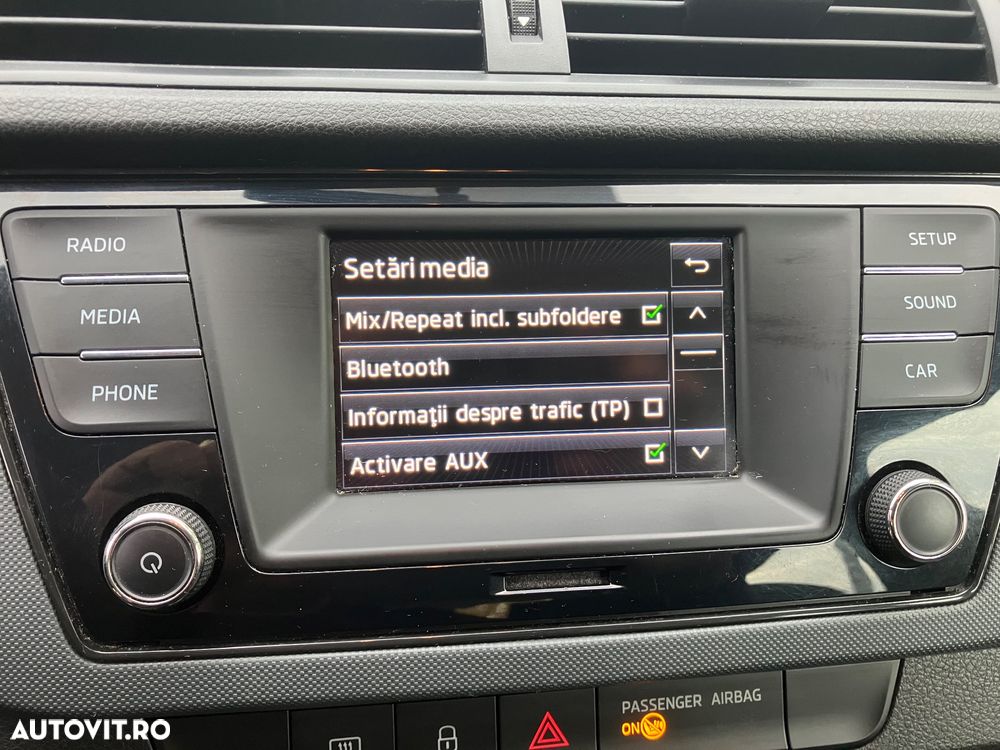 RADIO
MEDIA
PHONE
Setări media
Mix/Repeat incl. subfoldere
Bluetooth
Informaţii despre trafic (TP)
Activare AUX
SETUP
SOUND
CAR
PASSENGER AIRBAG
ON
AUTOVIT.RO